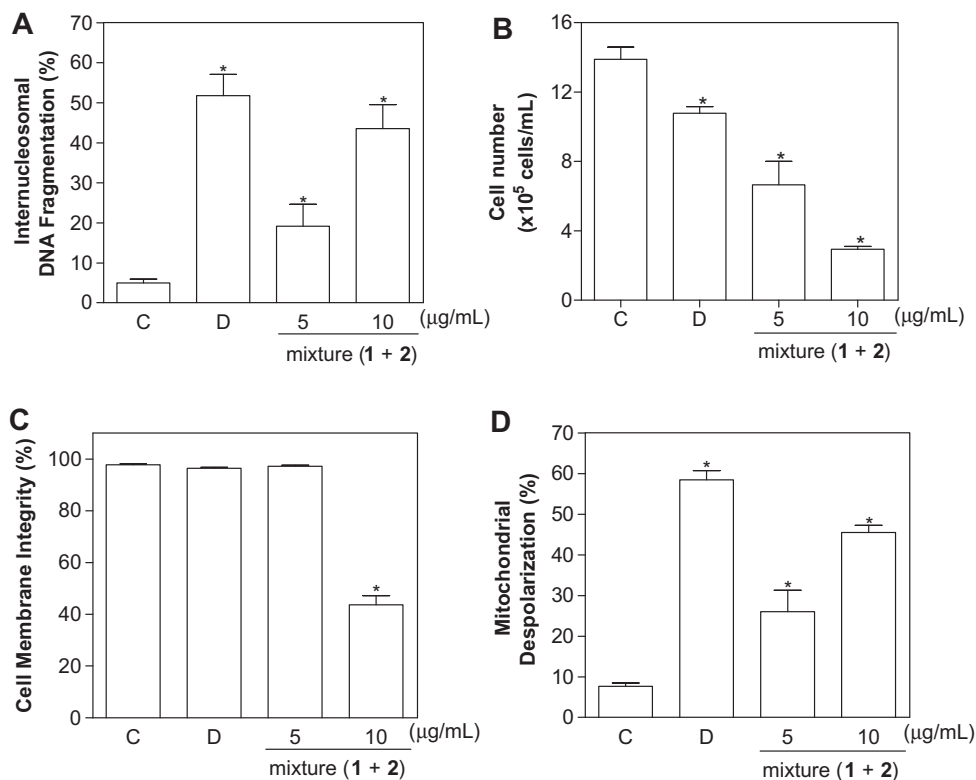 A
Internucleosomal
DNA Fragmentation (%)
70
60
50
40
30
20
10
0
*
*
*
C D 5 10 (μg/mL)
mixture (1 + 2)
B
Cell number
(x10⁵ cells/mL)
16
12
8
4
0
*
*
*
C D 5 10 (μg/mL)
mixture (1 + 2)
C
Cell Membrane Integrity (%)
100
80
60
40
20
0
*
C D 5 10 (μg/mL)
mixture (1 + 2)
D
Mitochondrial
Despolarization (%)
70
60
50
40
30
20
10
0
*
*
*
C D 5 10 (μg/mL)
mixture (1 + 2)